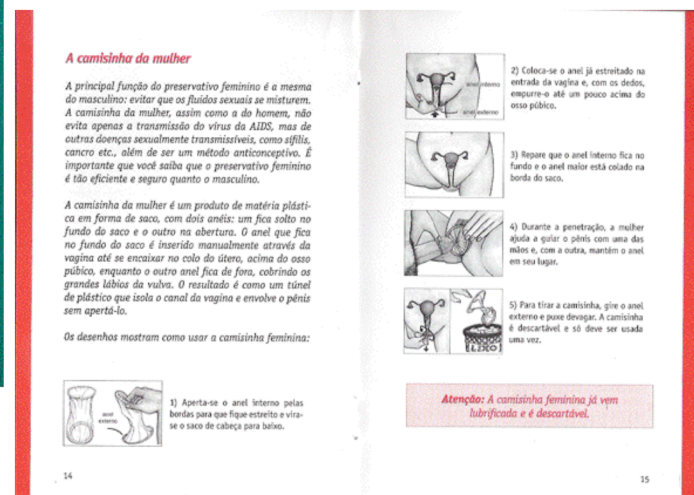 A camisinha da mulher
A principal função do preservativo feminino é a mesma
do masculino: evitar que os fluidos sexuais se misturem.
A camisinha da mulher, assim como a do homem, não
evita apenas a transmissão do vírus da AIDS, mas de
outras doenças sexualmente transmissíveis, como sífilis,
cancro etc., além de ser um método anticonceptivo. É
importante que você saiba que o preservativo feminino
é tão eficiente e seguro quanto o masculino.
A camisinha da mulher é um produto de matéria plásti-
ca em forma de saco, com dois anéis: um fica solto no
fundo do saco e o outro na abertura. O anel que fica
no fundo do saco é inserido manualmente através da
vagina até se encaixar no colo do útero, acima do osso
púbico, enquanto o outro anel fica de fora, cobrindo os
grandes lábios da vulva. O resultado é como um túnel
de plástico que isola o canal da vagina e envolve o pênis
sem apertá-lo.
Os desenhos mostram como usar a camisinha feminina:
anel
externo
1) Aperta-se o anel interno pelas
bordas para que fique estreito e vira-
se o saco de cabeça para baixo.
14
anel interno
anel externo
2) Coloca-se o anel já estreitado na
entrada da vagina e, com os dedos,
empurre-o até um pouco acima do
osso púbico.
3) Repare que o anel interno fica no
fundo e o anel maior está colado na
borda do saco.
4) Durante a penetração, a mulher
ajuda a guiar o pênis com uma das
mãos e, com a outra, mantém o anel
em seu lugar.
5) Para tirar a camisinha, gire o anel
externo e puxe devagar. A camisinha
é descartável e só deve ser usada
uma vez.
LIXO
Atenção: A camisinha feminina já vem
lubrificada e é descartável.
15